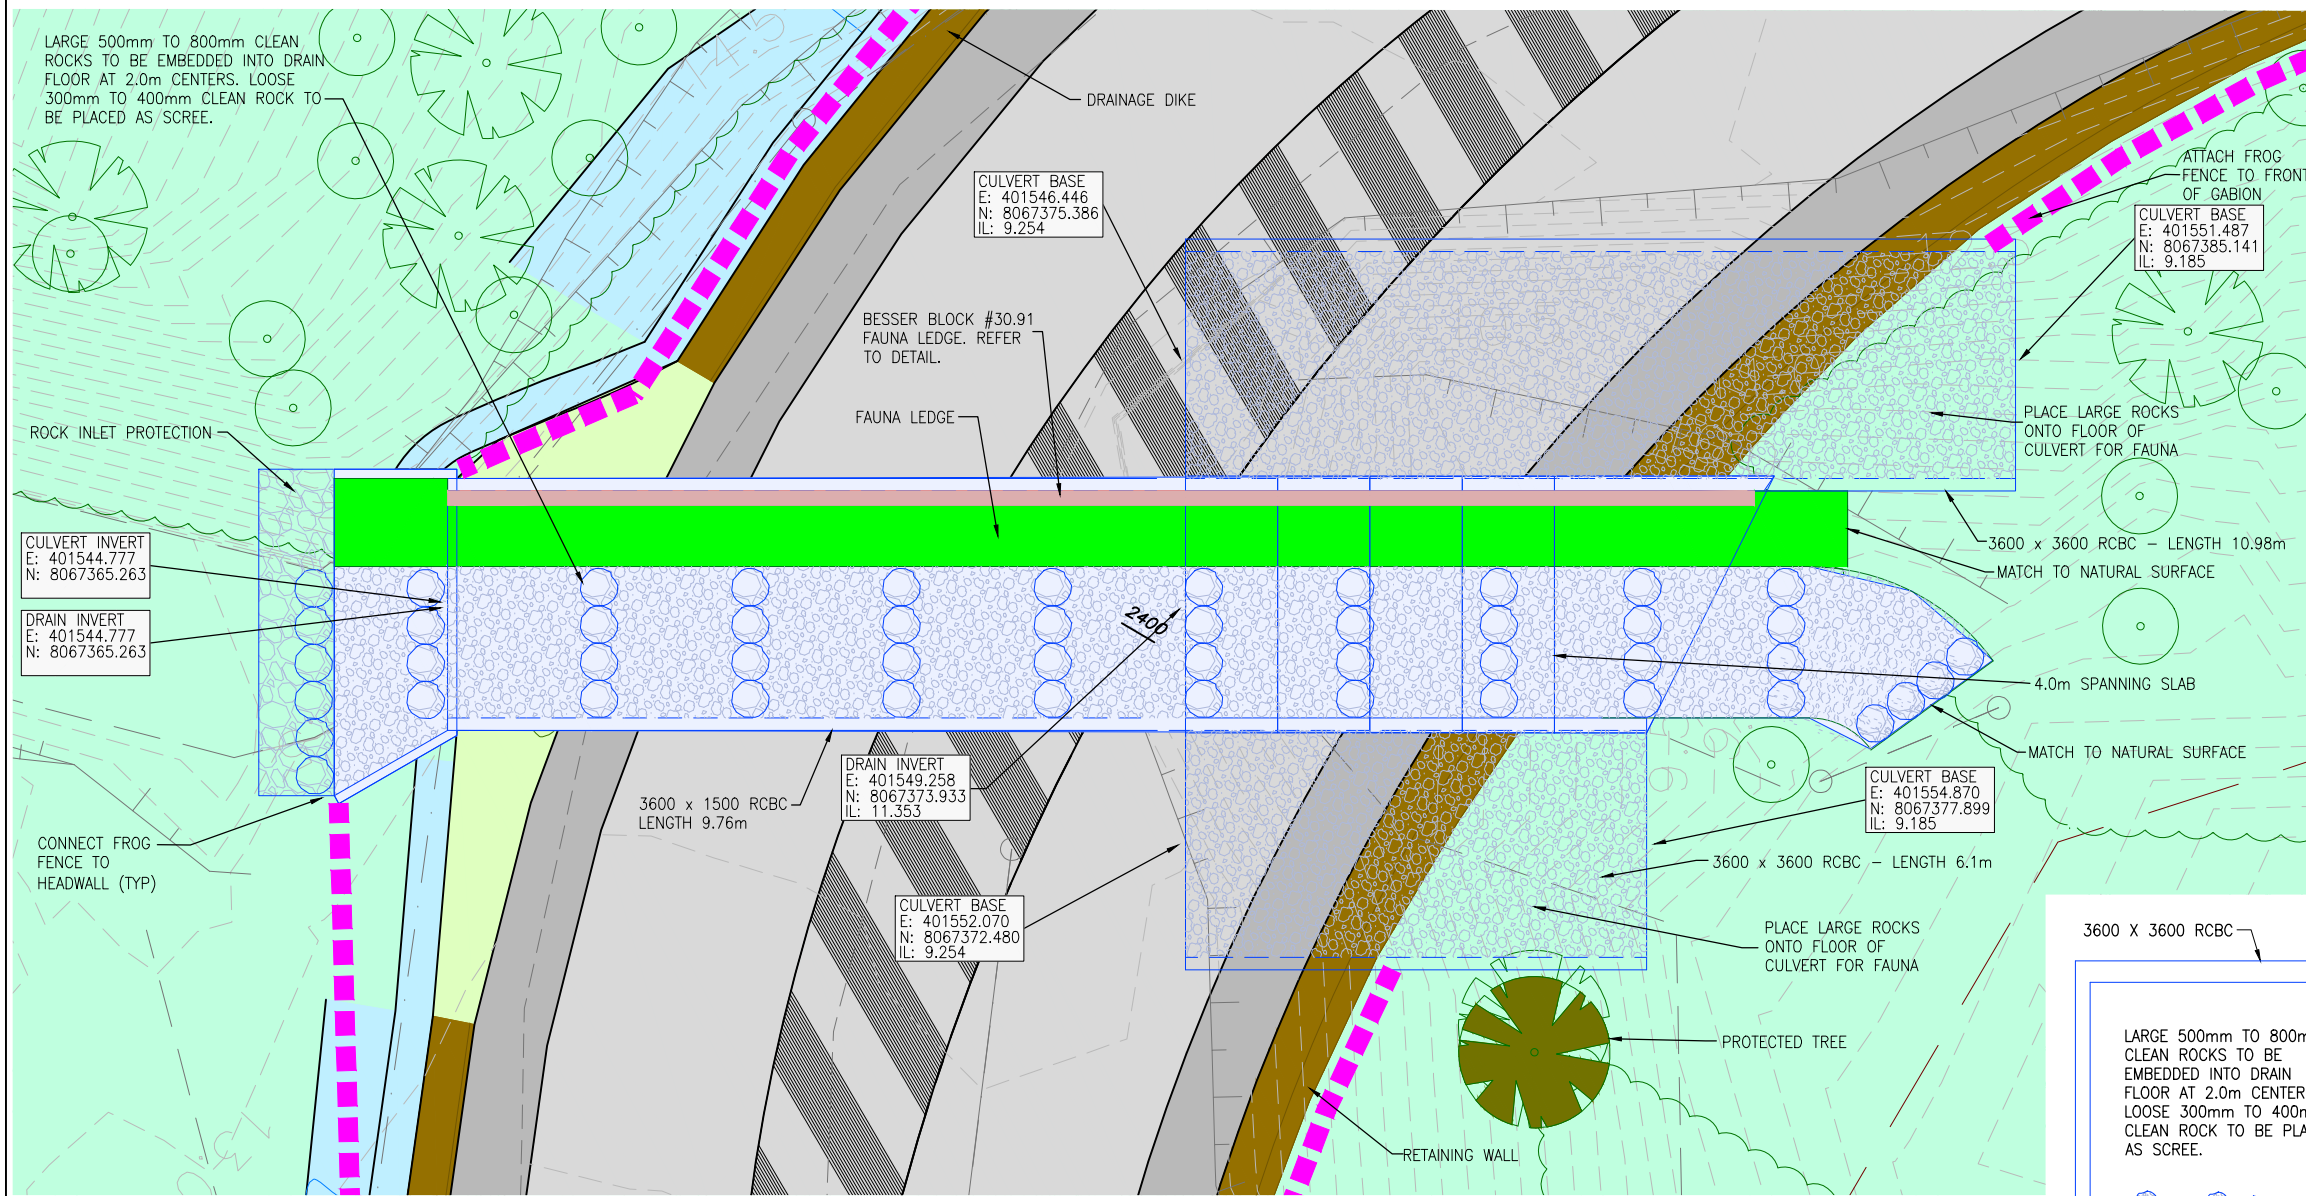 LARGE 500mm TO 800mm CLEAN
ROCKS TO BE EMBEDDED INTO DRAIN
FLOOR AT 2.0m CENTERS. LOOSE
300mm TO 400mm CLEAN ROCK TO
BE PLACED AS SCREE.
DRAINAGE DIKE
ATTACH FROG
FENCE TO FRONT
OF GABION
CULVERT BASE
E: 401546.446
N: 8067375.386
IL: 9.254
CULVERT BASE
E: 401551.487
N: 8067385.141
IL: 9.185
BESSER BLOCK #30.91
FAUNA LEDGE. REFER
TO DETAIL.
FAUNA LEDGE
ROCK INLET PROTECTION
PLACE LARGE ROCKS
ONTO FLOOR OF
CULVERT FOR FAUNA
CULVERT INVERT
E: 401544.777
N: 8067365.263
3600 x 3600 RCBC - LENGTH 10.98m
MATCH TO NATURAL SURFACE
DRAIN INVERT
E: 401544.777
N: 8067365.263
2400
4.0m SPANNING SLAB
MATCH TO NATURAL SURFACE
DRAIN INVERT
E: 401549.258
N: 8067373.933
IL: 11.353
3600 x 1500 RCBC
LENGTH 9.76m
CULVERT BASE
E: 401554.870
N: 8067377.899
IL: 9.185
CONNECT FROG
FENCE TO
HEADWALL (TYP)
3600 x 3600 RCBC - LENGTH 6.1m
CULVERT BASE
E: 401552.070
N: 8067372.480
IL: 9.254
PLACE LARGE ROCKS
ONTO FLOOR OF
CULVERT FOR FAUNA
3600 X 3600 RCBC
PROTECTED TREE
RETAINING WALL
LARGE 500mm TO 800m
CLEAN ROCKS TO BE
EMBEDDED INTO DRAIN
FLOOR AT 2.0m CENTER
LOOSE 300mm TO 400m
CLEAN ROCK TO BE PLA
AS SCREE.